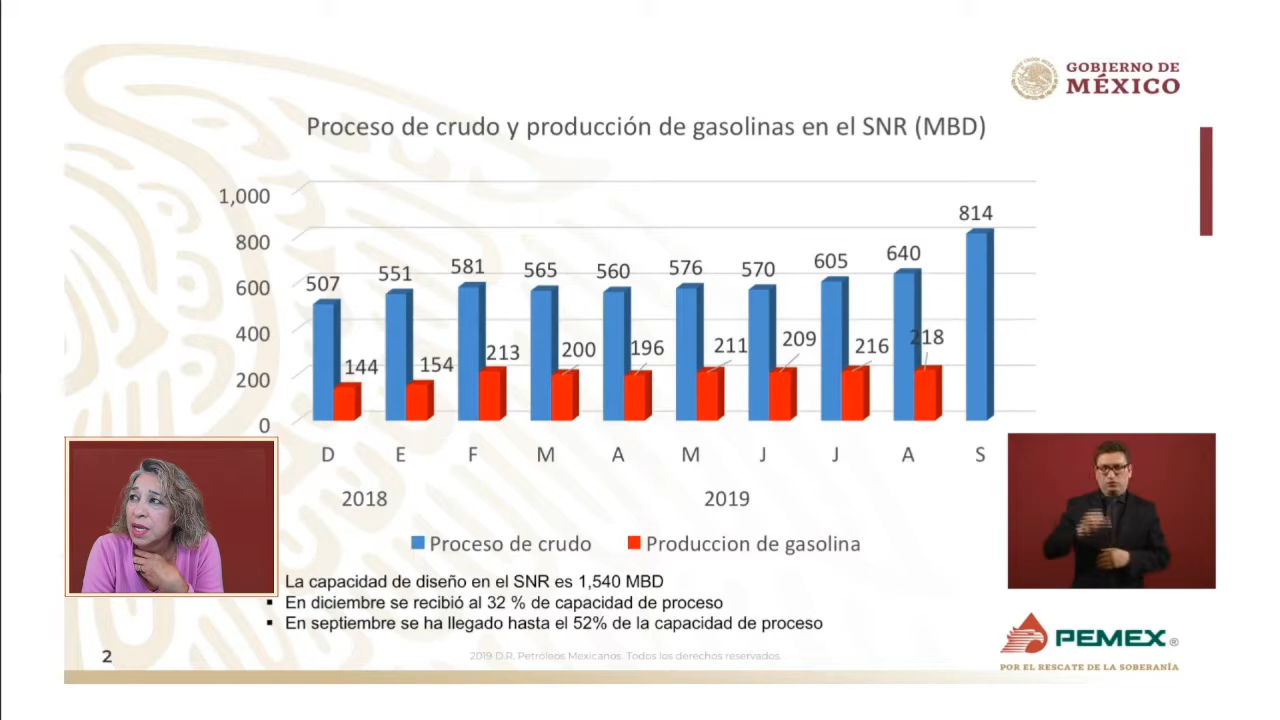 GOBIERNO DE
MÉXICO
Proceso de crudo y producción de gasolinas en el SNR (MBD)
1,000
800
600
400
200
0
507 551 581 565 560 576 570 605 640 814
144 154 213 200 196 211 209 216 218
D E F M A M J J A S
2018 2019
Proceso de crudo Produccion de gasolina
La capacidad de diseño en el SNR es 1,540 MBD
▪ En diciembre se recibió al 32 % de capacidad de proceso
▪ En septiembre se ha llegado hasta el 52% de la capacidad de proceso
PEMEX®
POR EL RESCATE DE LA SOBERANÍA
2
2019 D.R. Petróleos Mexicanos. Todos los derechos reservados.